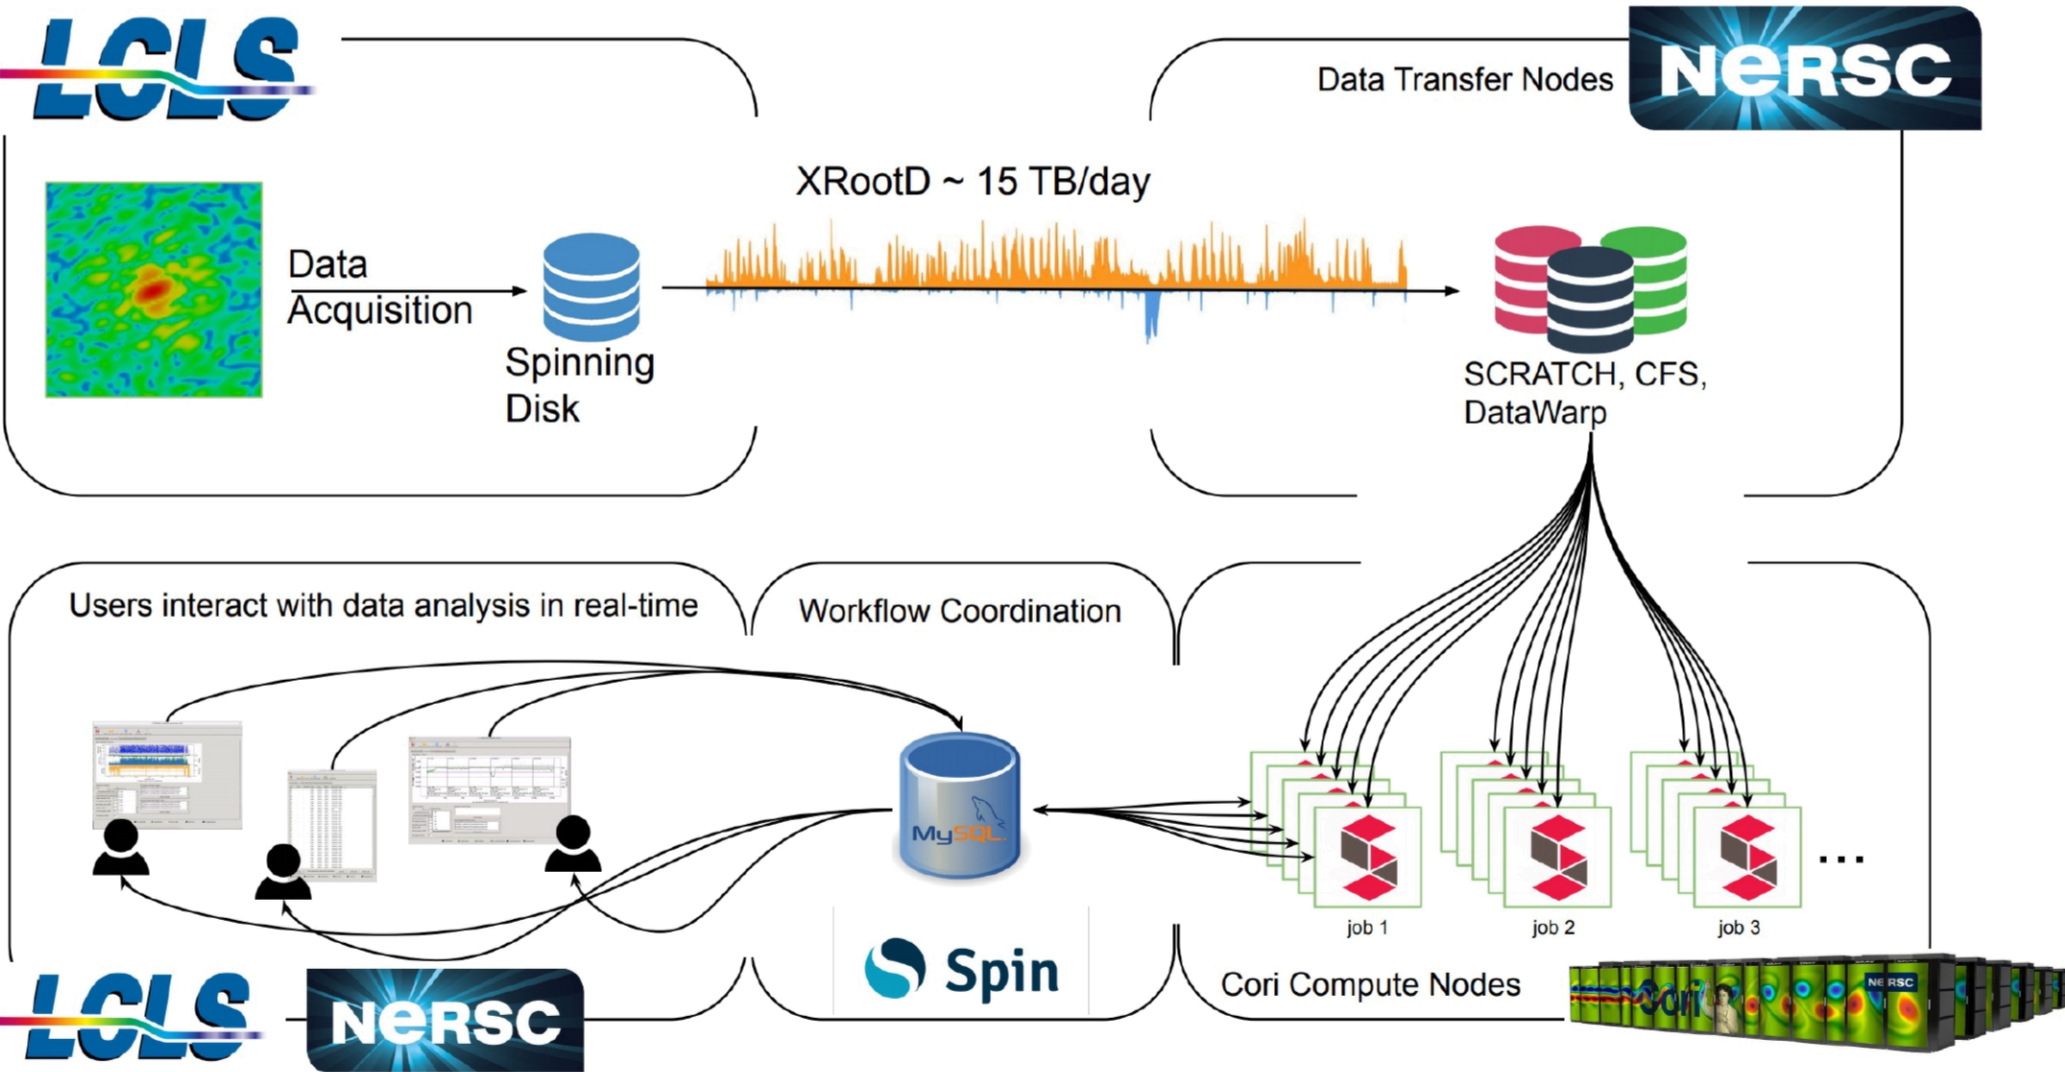 LCLS
Data Transfer Nodes
NERSC
XRootD ~ 15 TB/day
Data
Acquisition
Spinning
Disk
SCRATCH, CFS,
DataWarp
Users interact with data analysis in real-time
Workflow Coordination
MySQL
job 1
job 2
job 3
...
Spin
Cori Compute Nodes
Cori
NERSC
LCLS
NERSC